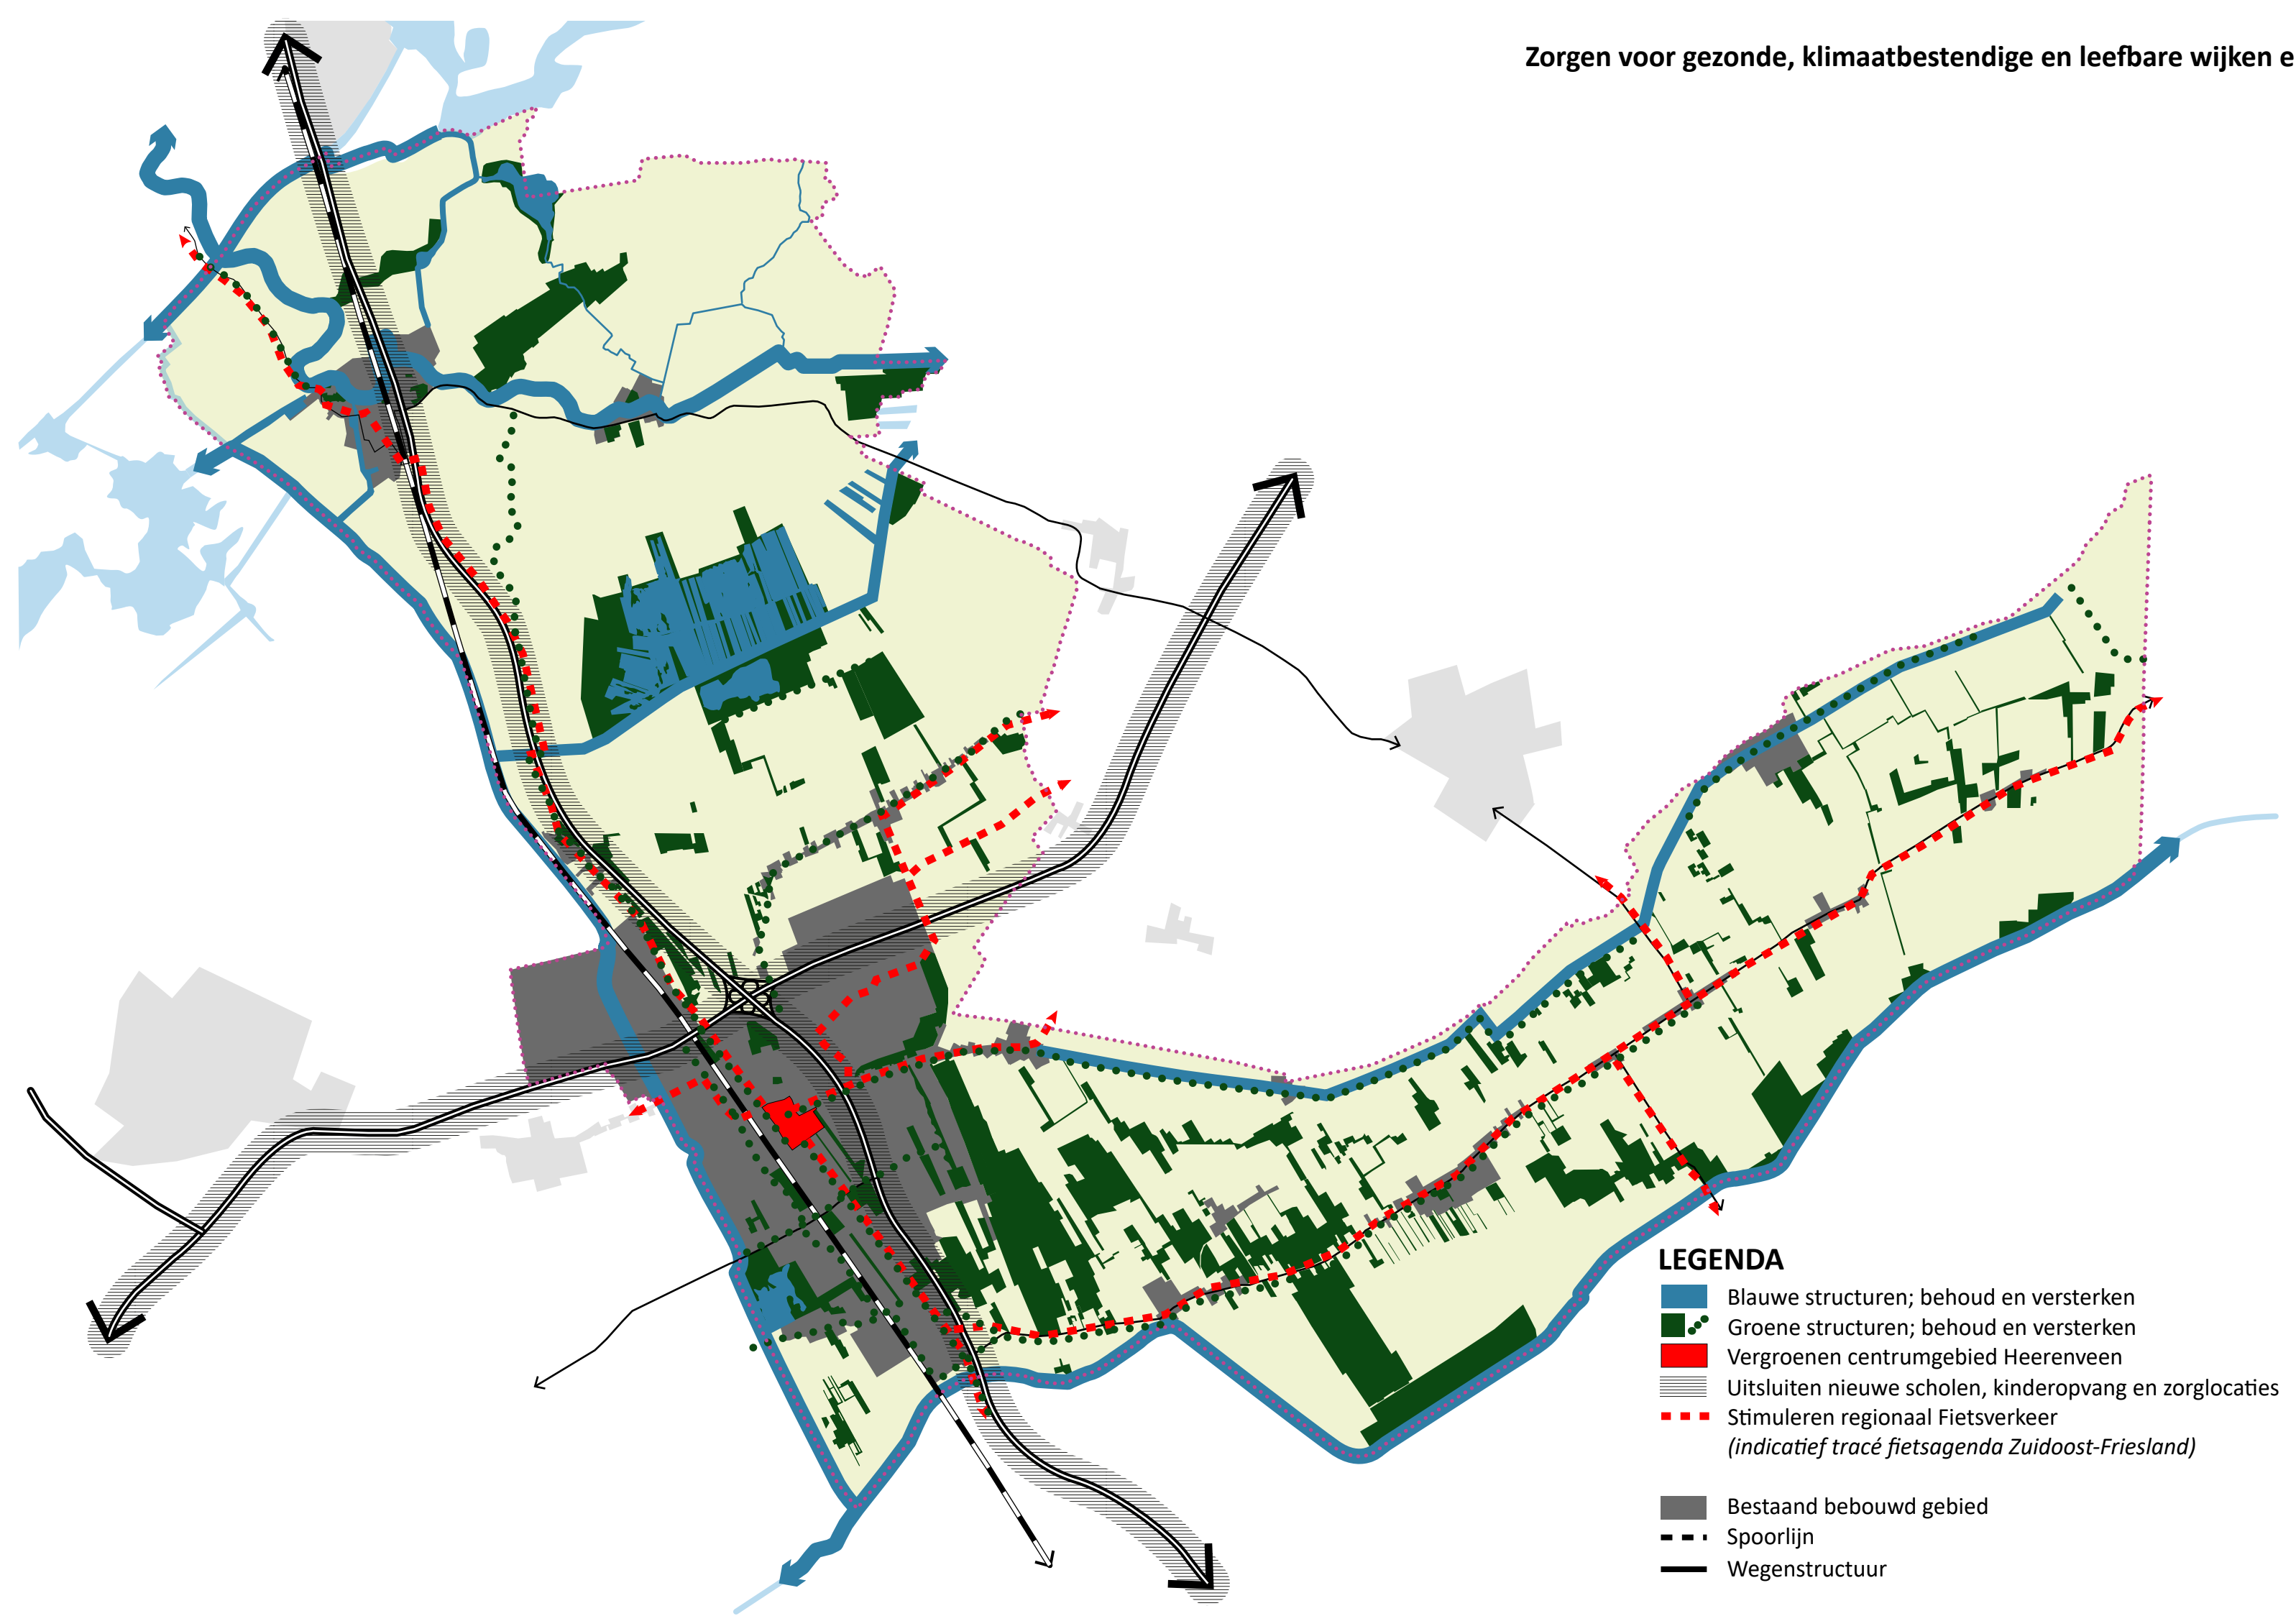 Zorgen voor gezonde, klimaatbestendige en leefbare wijken e
LEGENDA
Blauwe structuren; behoud en versterken
Groene structuren; behoud en versterken
Vergroenen centrumgebied Heerenveen
Uitsluiten nieuwe scholen, kinderopvang en zorglocaties
Stimuleren regionaal Fietsverkeer
(indicatief tracé fietsagenda Zuidoost-Friesland)
Bestaand bebouwd gebied
Spoorlijn
Wegenstructuur